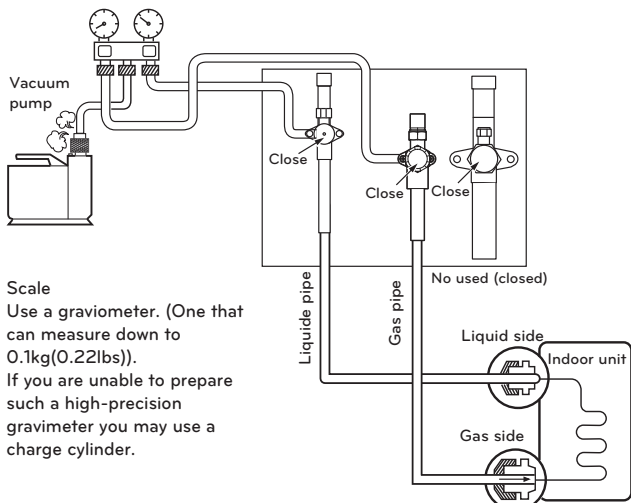 Vacuum
pump
Close
Close
Close
No used (closed)
Scale
Use a graviometer. (One that
can measure down to
0.1kg(0.22lbs)).
If you are unable to prepare
such a high-precision
gravimeter you may use a
charge cylinder.
Liquide pipe
Gas pipe
Liquid side
Indoor unit
Gas side